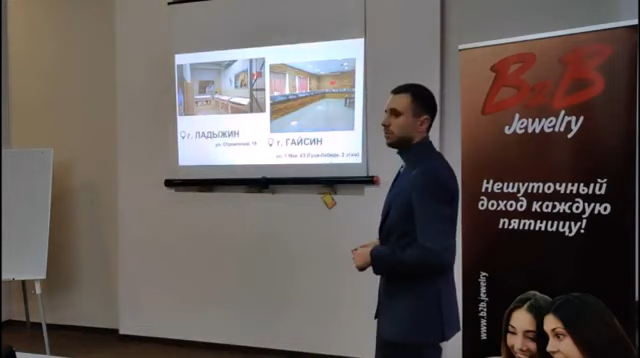 г. ЛАДЫЖИН
г. ГАЙСИН
B2B
Jewelry
Нешуточный
доход каждую
пятницу!
www.b2b.jewelry